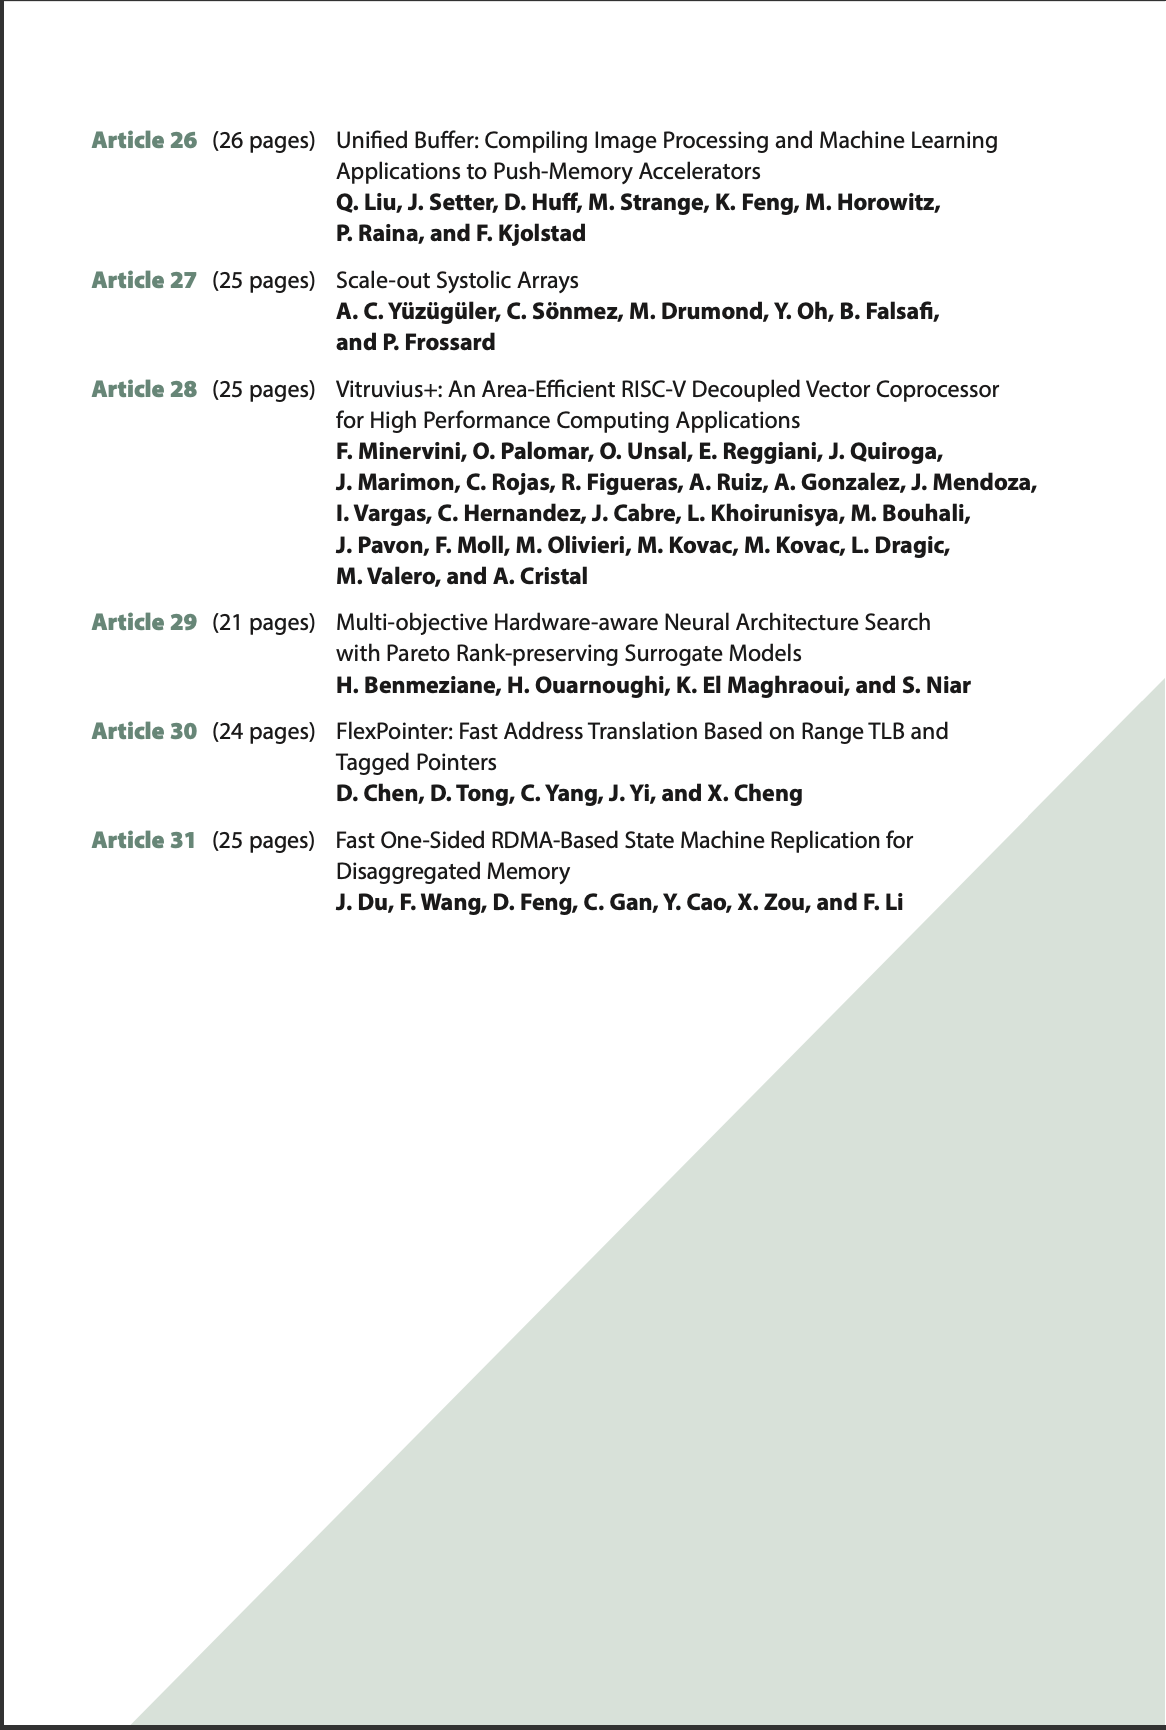 Article 26 (26 pages) Unified Buffer: Compiling Image Processing and Machine Learning
Applications to Push-Memory Accelerators
Q. Liu, J. Setter, D. Huff, M. Strange, K. Feng, M. Horowitz,
P. Raina, and F. Kjolstad
Article 27 (25 pages) Scale-out Systolic Arrays
A. C. Yüzügüler, C. Sönmez, M. Drumond, Y. Oh, B. Falsafi,
and P. Frossard
Article 28 (25 pages) Vitruvius+: An Area-Efficient RISC-V Decoupled Vector Coprocessor
for High Performance Computing Applications
F. Minervini, O. Palomar, O. Unsal, E. Reggiani, J. Quiroga,
J. Marimon, C. Rojas, R. Figueras, A. Ruiz, A. Gonzalez, J. Mendoza,
I. Vargas, C. Hernandez, J. Cabre, L. Khoirunisya, M. Bouhali,
J. Pavon, F. Moll, M. Olivieri, M. Kovac, M. Kovac, L. Dragic,
M. Valero, and A. Cristal
Article 29 (21 pages) Multi-objective Hardware-aware Neural Architecture Search
with Pareto Rank-preserving Surrogate Models
H. Benmeziane, H. Ouarnoughi, K. El Maghraoui, and S. Niar
Article 30 (24 pages) FlexPointer: Fast Address Translation Based on Range TLB and
Tagged Pointers
D. Chen, D. Tong, C. Yang, J. Yi, and X. Cheng
Article 31 (25 pages) Fast One-Sided RDMA-Based State Machine Replication for
Disaggregated Memory
J. Du, F. Wang, D. Feng, C. Gan, Y. Cao, X. Zou, and F. Li